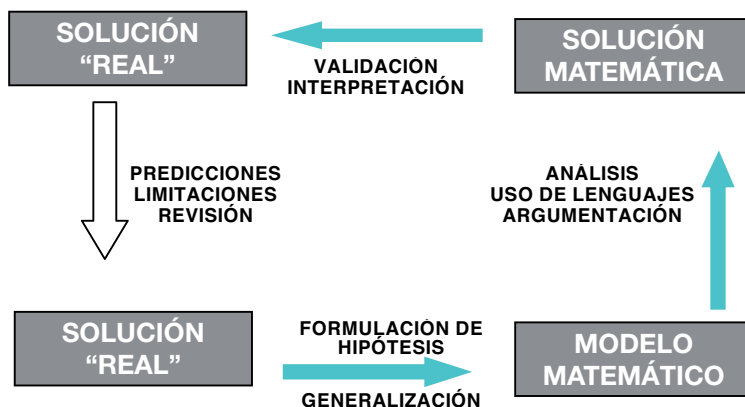 SOLUCIÓN
“REAL”
VALIDACIÓN
INTERPRETACIÓN
SOLUCIÓN
MATEMÁTICA
PREDICCIONES
LIMITACIONES
REVISIÓN
ANÁLISIS
USO DE LENGUAJES
ARGUMENTACIÓN
SOLUCIÓN
“REAL”
FORMULACIÓN DE
HIPÓTESIS
GENERALIZACIÓN
MODELO
MATEMÁTICO